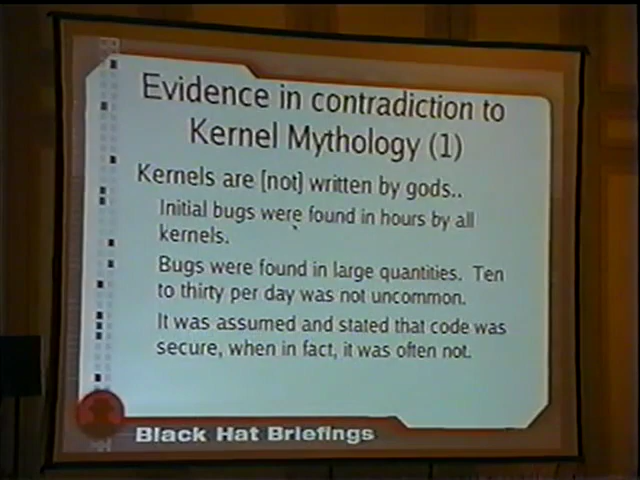 Evidence in contradiction to
Kernel Mythology (1)
Kernels are [not] written by gods..
Initial bugs were found in hours by all
kernels.
Bugs were found in large quantities. Ten
to thirty per day was not uncommon.
It was assumed and stated that code was
secure, when in fact, it was often not.
Black Hat Briefings